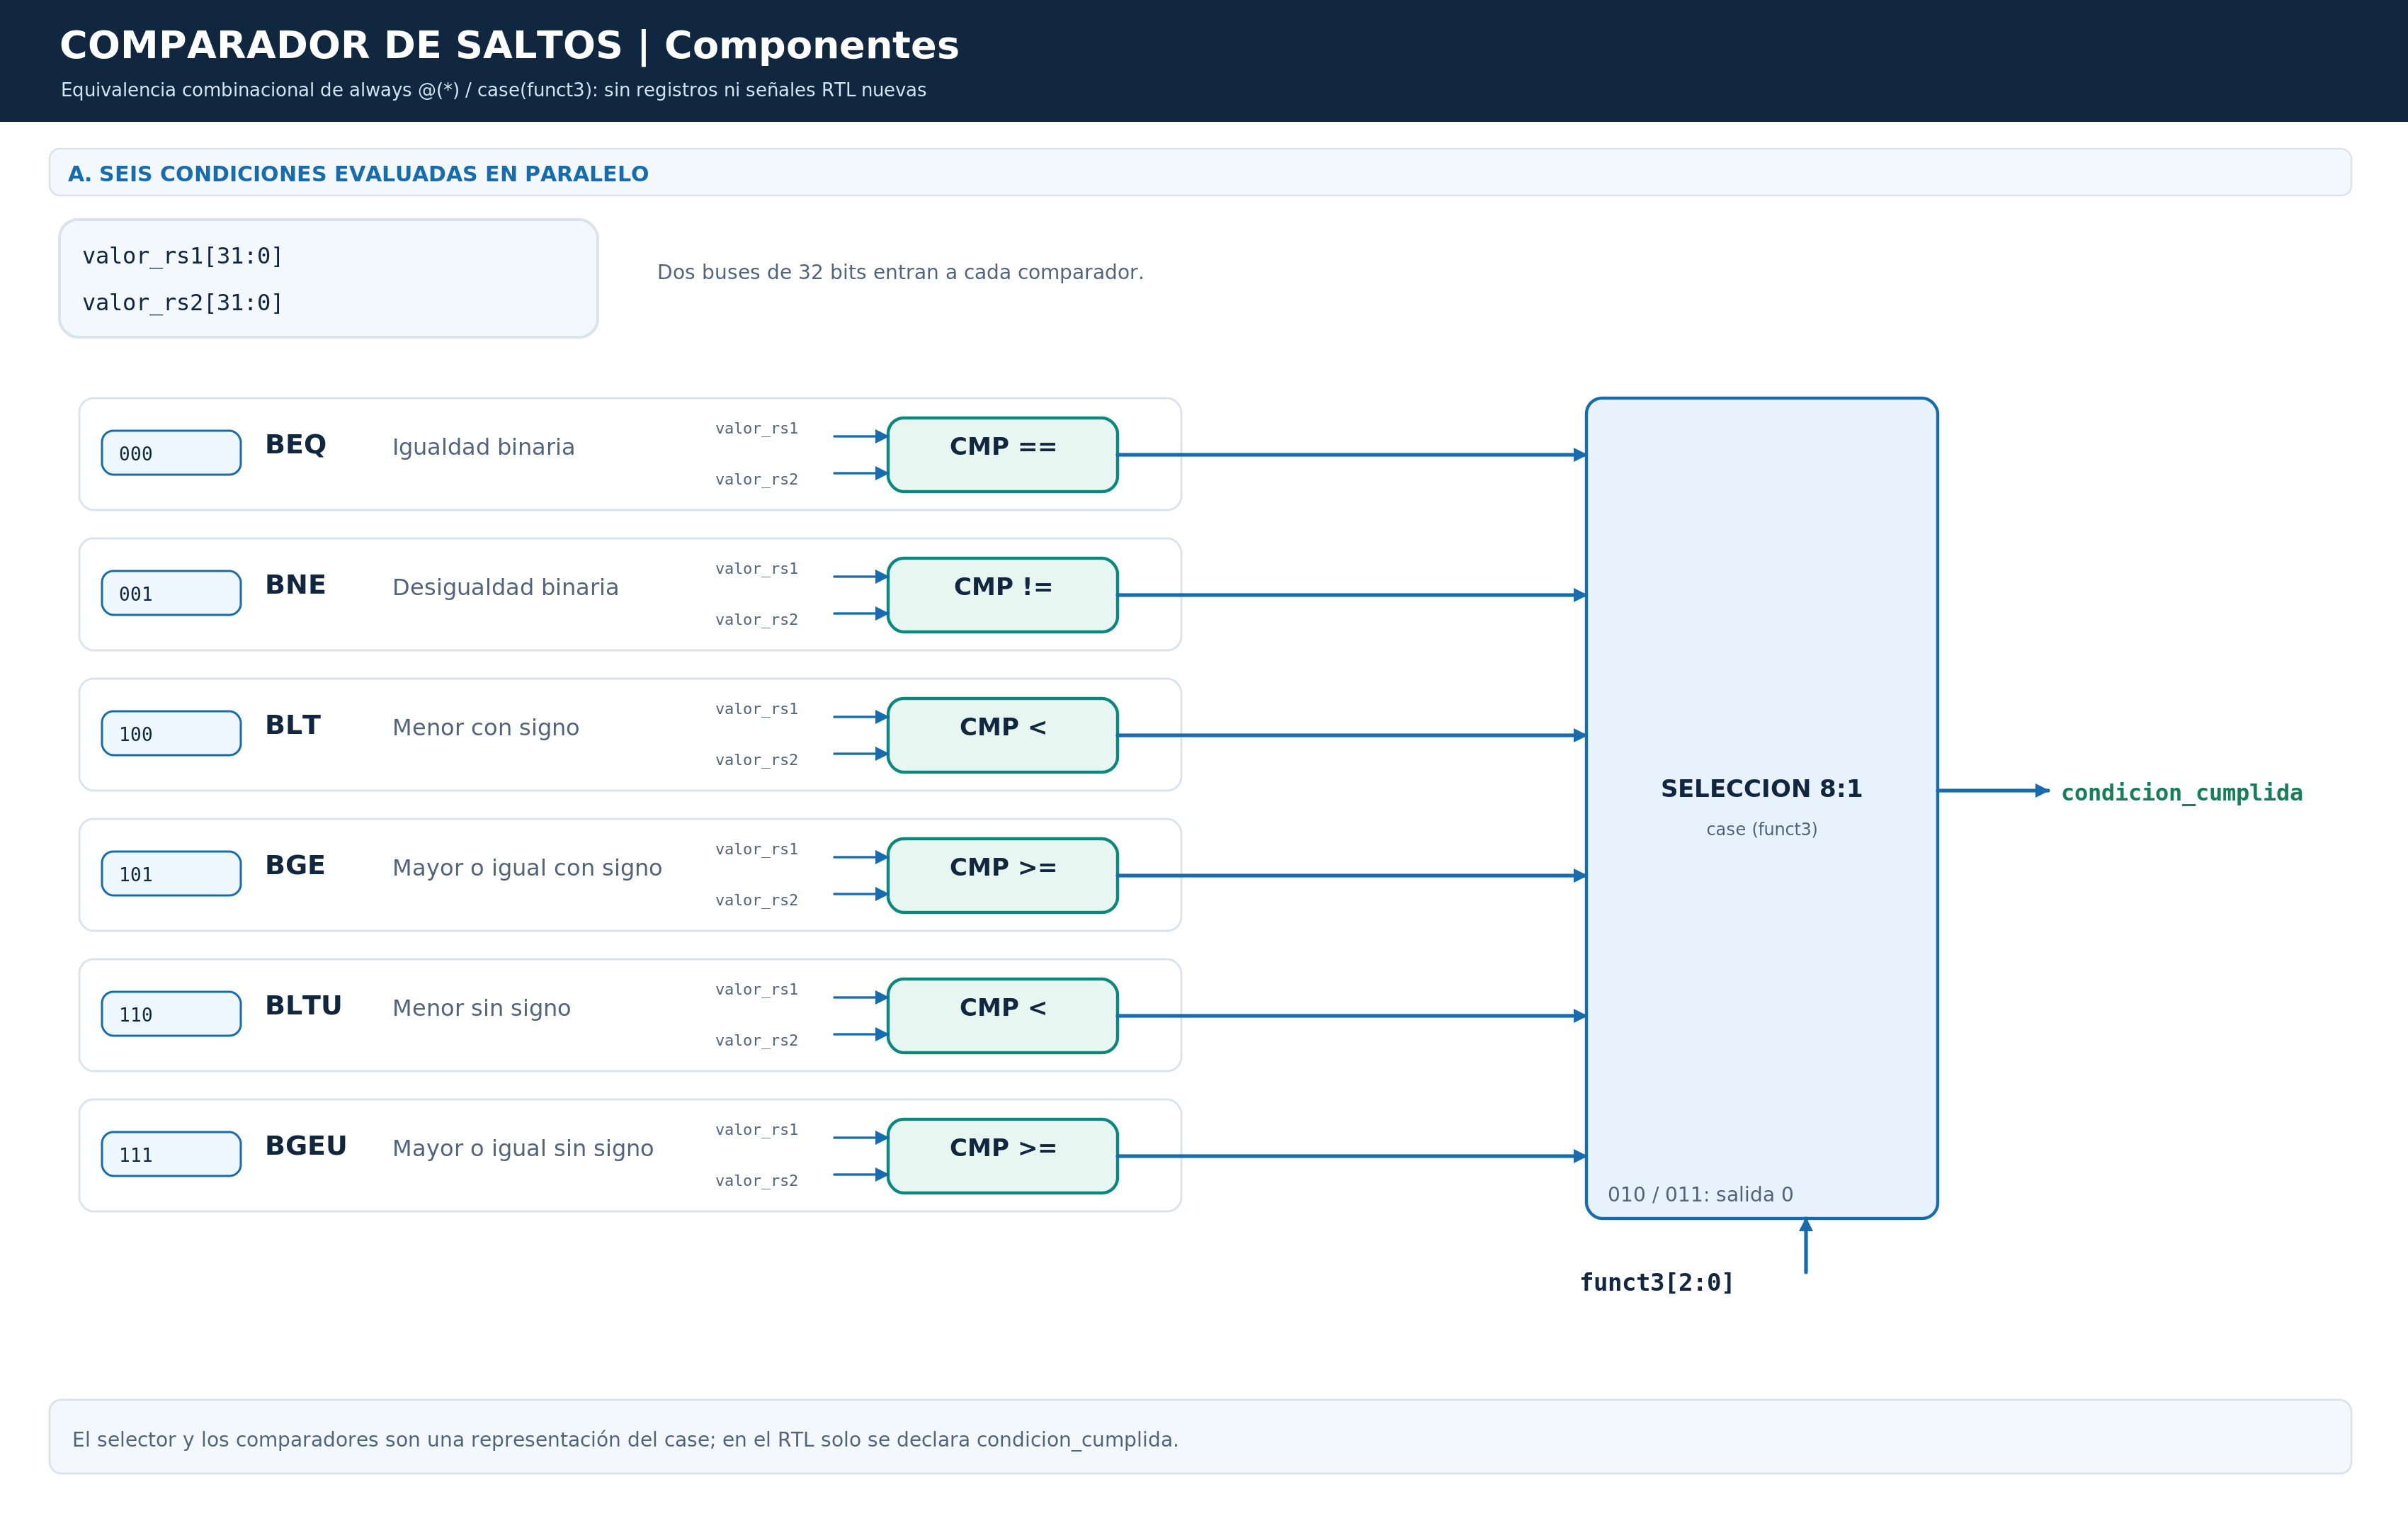 COMPARADOR DE SALTOS | Componentes
Equivalencia combinacional de always @(*) / case(funct3): sin registros ni señales RTL nuevas
A. SEIS CONDICIONES EVALUADAS EN PARALELO
valor_rs1[31:0]
valor_rs2[31:0]
Dos buses de 32 bits entran a cada comparador.
000
BEQ
Igualdad binaria
valor_rs1
valor_rs2
CMP ==
001
BNE
Desigualdad binaria
valor_rs1
valor_rs2
CMP !=
100
BLT
Menor con signo
valor_rs1
valor_rs2
CMP <
101
BGE
Mayor o igual con signo
valor_rs1
valor_rs2
CMP >=
110
BLTU
Menor sin signo
valor_rs1
valor_rs2
CMP <
111
BGEU
Mayor o igual sin signo
valor_rs1
valor_rs2
CMP >=
SELECCION 8:1
case (funct3)
010 / 011: salida 0
condicion_cumplida
funct3[2:0]
El selector y los comparadores son una representación del case; en el RTL solo se declara condicion_cumplida.